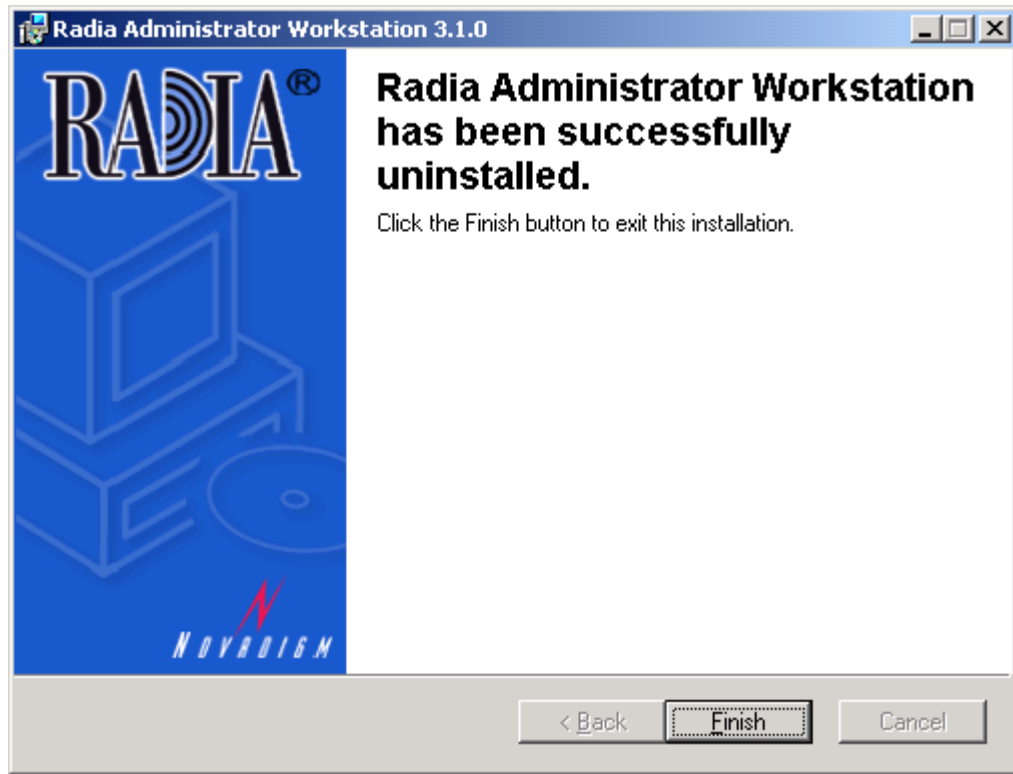 Radia Administrator Workstation 3.1.0
RADIA®
Radia Administrator Workstation
has been successfully
uninstalled.
Click the Finish button to exit this installation.
NOVADIGM
< Back
Finish
Cancel